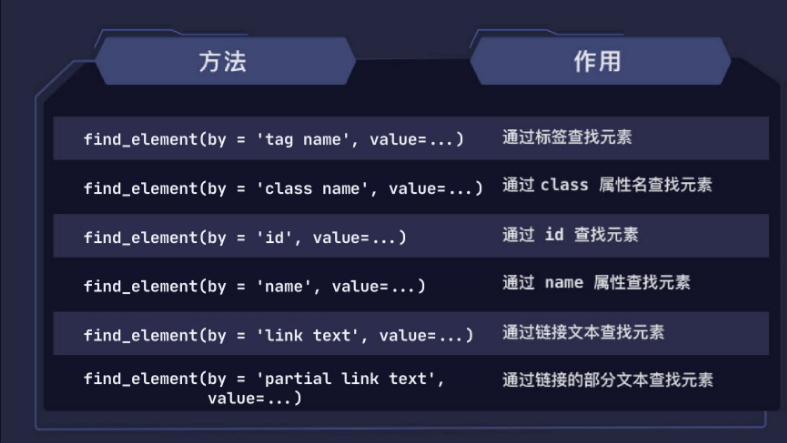 方法 作用
find_element(by = 'tag name', value=...) 通过标签查找元素
find_element(by = 'class name', value=...) 通过 class 属性名查找元素
find_element(by = 'id', value=...) 通过 id 查找元素
find_element(by = 'name', value=...) 通过 name 属性查找元素
find_element(by = 'link text', value=...) 通过链接文本查找元素
find_element(by = 'partial link text', 通过链接的部分文本查找元素
value=...)